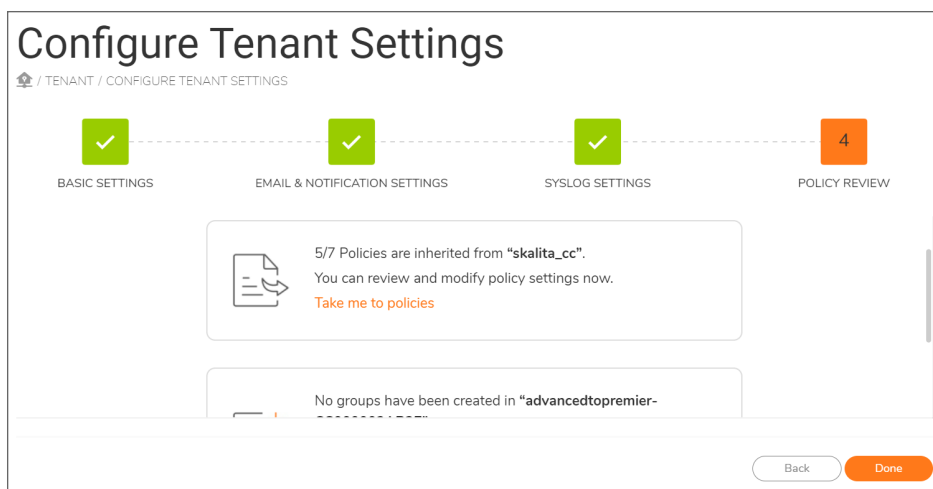 Configure Tenant Settings
/ TENANT / CONFIGURE TENANT SETTINGS
4
BASIC SETTINGS
EMAIL & NOTIFICATION SETTINGS
SYSLOG SETTINGS
POLICY REVIEW
5/7 Policies are inherited from “skalita_cc”.
You can review and modify policy settings now.
Take me to policies
No groups have been created in “advancedtopremier-
Back
Done